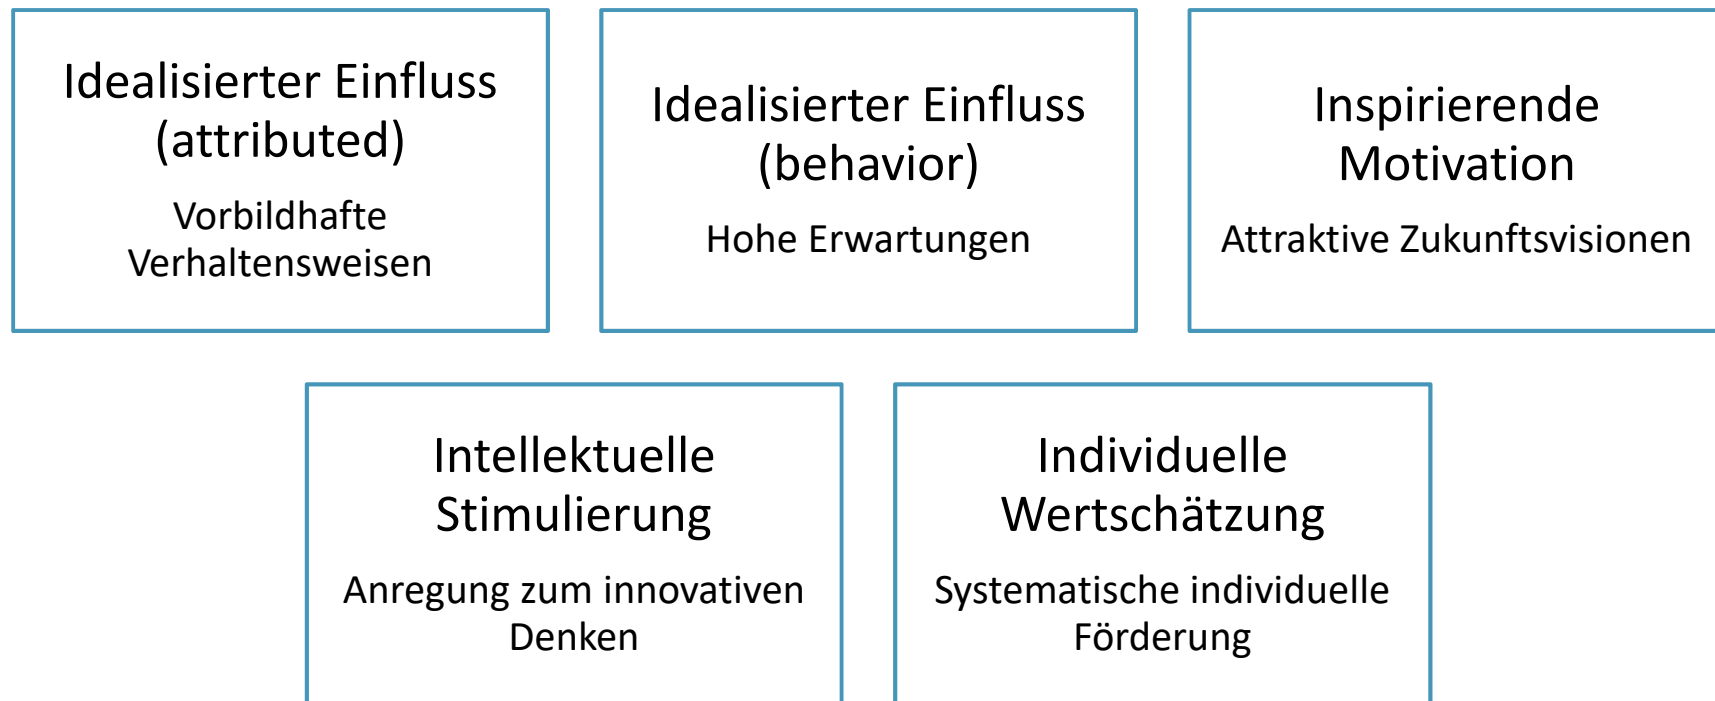 Idealisierter Einfluss
(attributed)
Vorbildhafte
Verhaltensweisen
Idealisierter Einfluss
(behavior)
Hohe Erwartungen
Inspirierende
Motivation
Attraktive Zukunftsvisionen
Intellektuelle
Stimulierung
Anregung zum innovativen
Denken
Individuelle
Wertschätzung
Systematische individuelle
Förderung